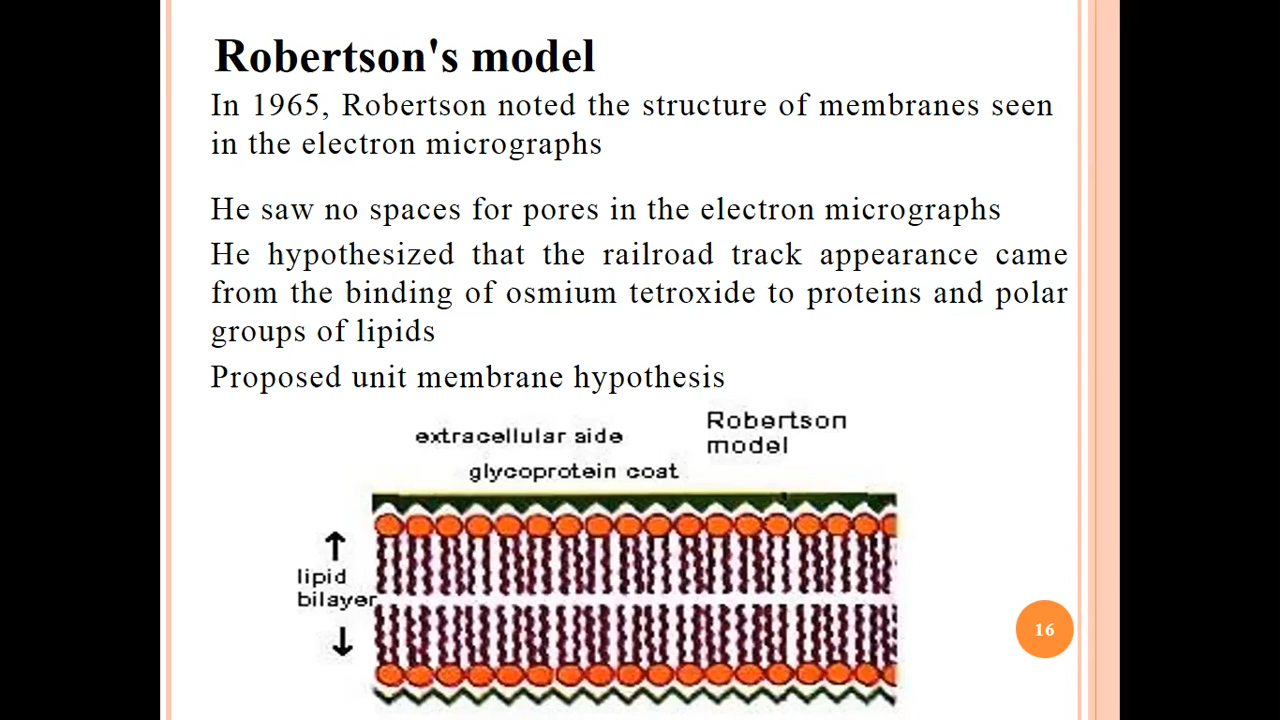 Robertson's model
In 1965, Robertson noted the structure of membranes seen
in the electron micrographs
He saw no spaces for pores in the electron micrographs
He hypothesized that the railroad track appearance came
from the binding of osmium tetroxide to proteins and polar
groups of lipids
Proposed unit membrane hypothesis
Robertson
model
extracellular side
glycoprotein coat
lipid
bilayer
16